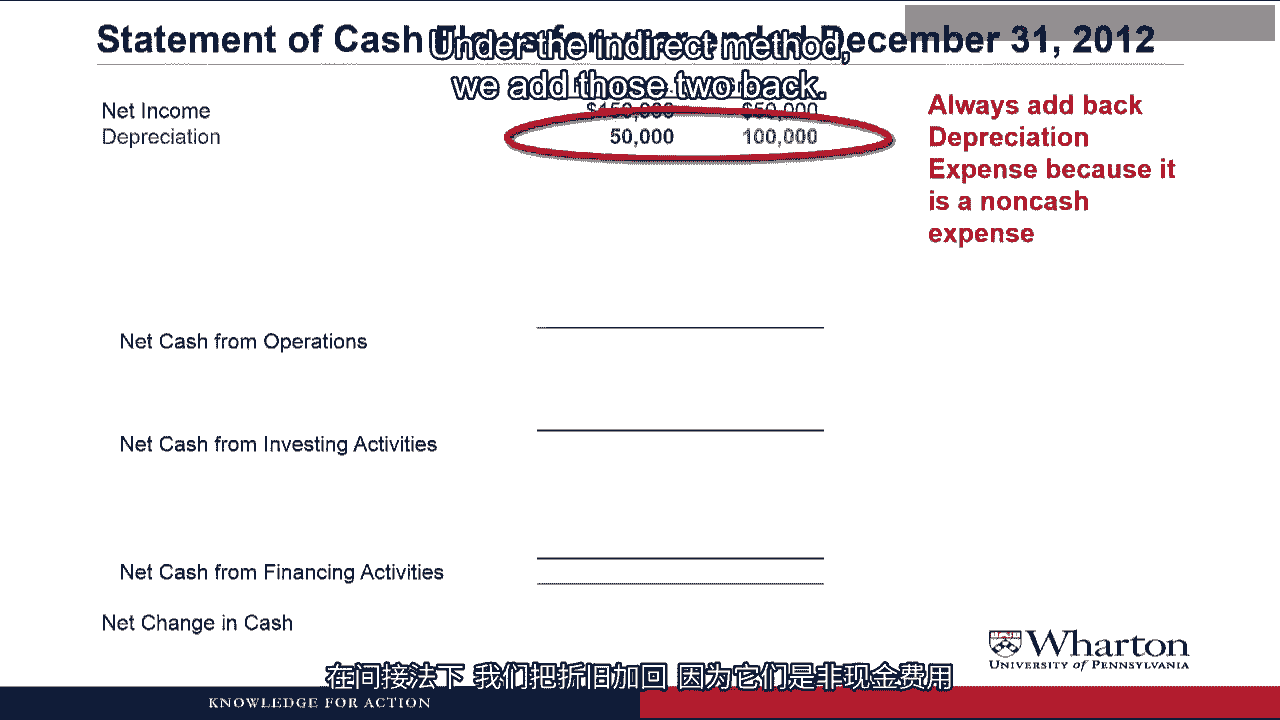 Statement of Cash Flows for year ended December 31, 2012
Under the indirect method,
we add those two back.
Net Income $150,000 $50,000
Depreciation 50,000 100,000
Always add back
Depreciation
Expense because it
is a noncash
expense
Net Cash from Operations
Net Cash from Investing Activities
Net Cash from Financing Activities
Net Change in Cash
Wharton
UNIVERSITY of PENNSYLVANIA
在间接法下 我们把折旧加回 因为它们是非现金费用
KNOWLEDGE FOR ACTION